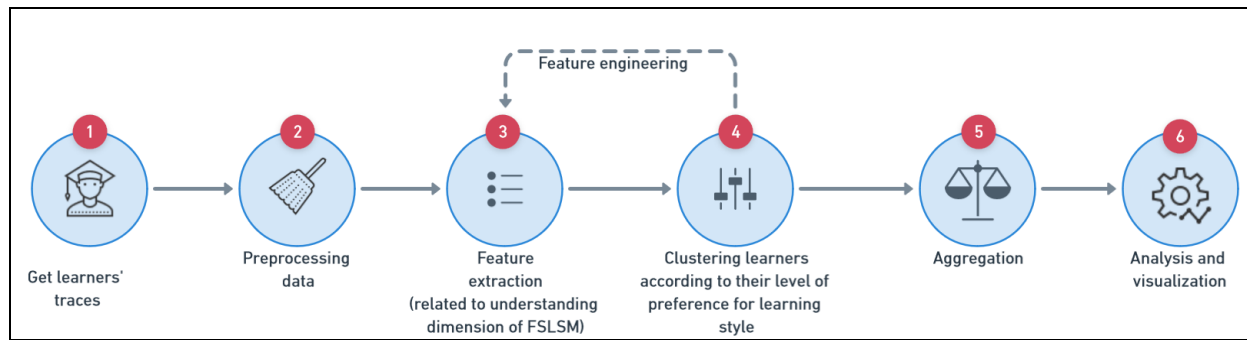 Feature engineering
1
2
3
4
5
6
Get learners'
traces
Preprocessing
data
Feature
extraction
(related to understanding
dimension of FSLSM)
Clustering learners
according to their level of
preference for learning
style
Aggregation
Analysis and
visualization